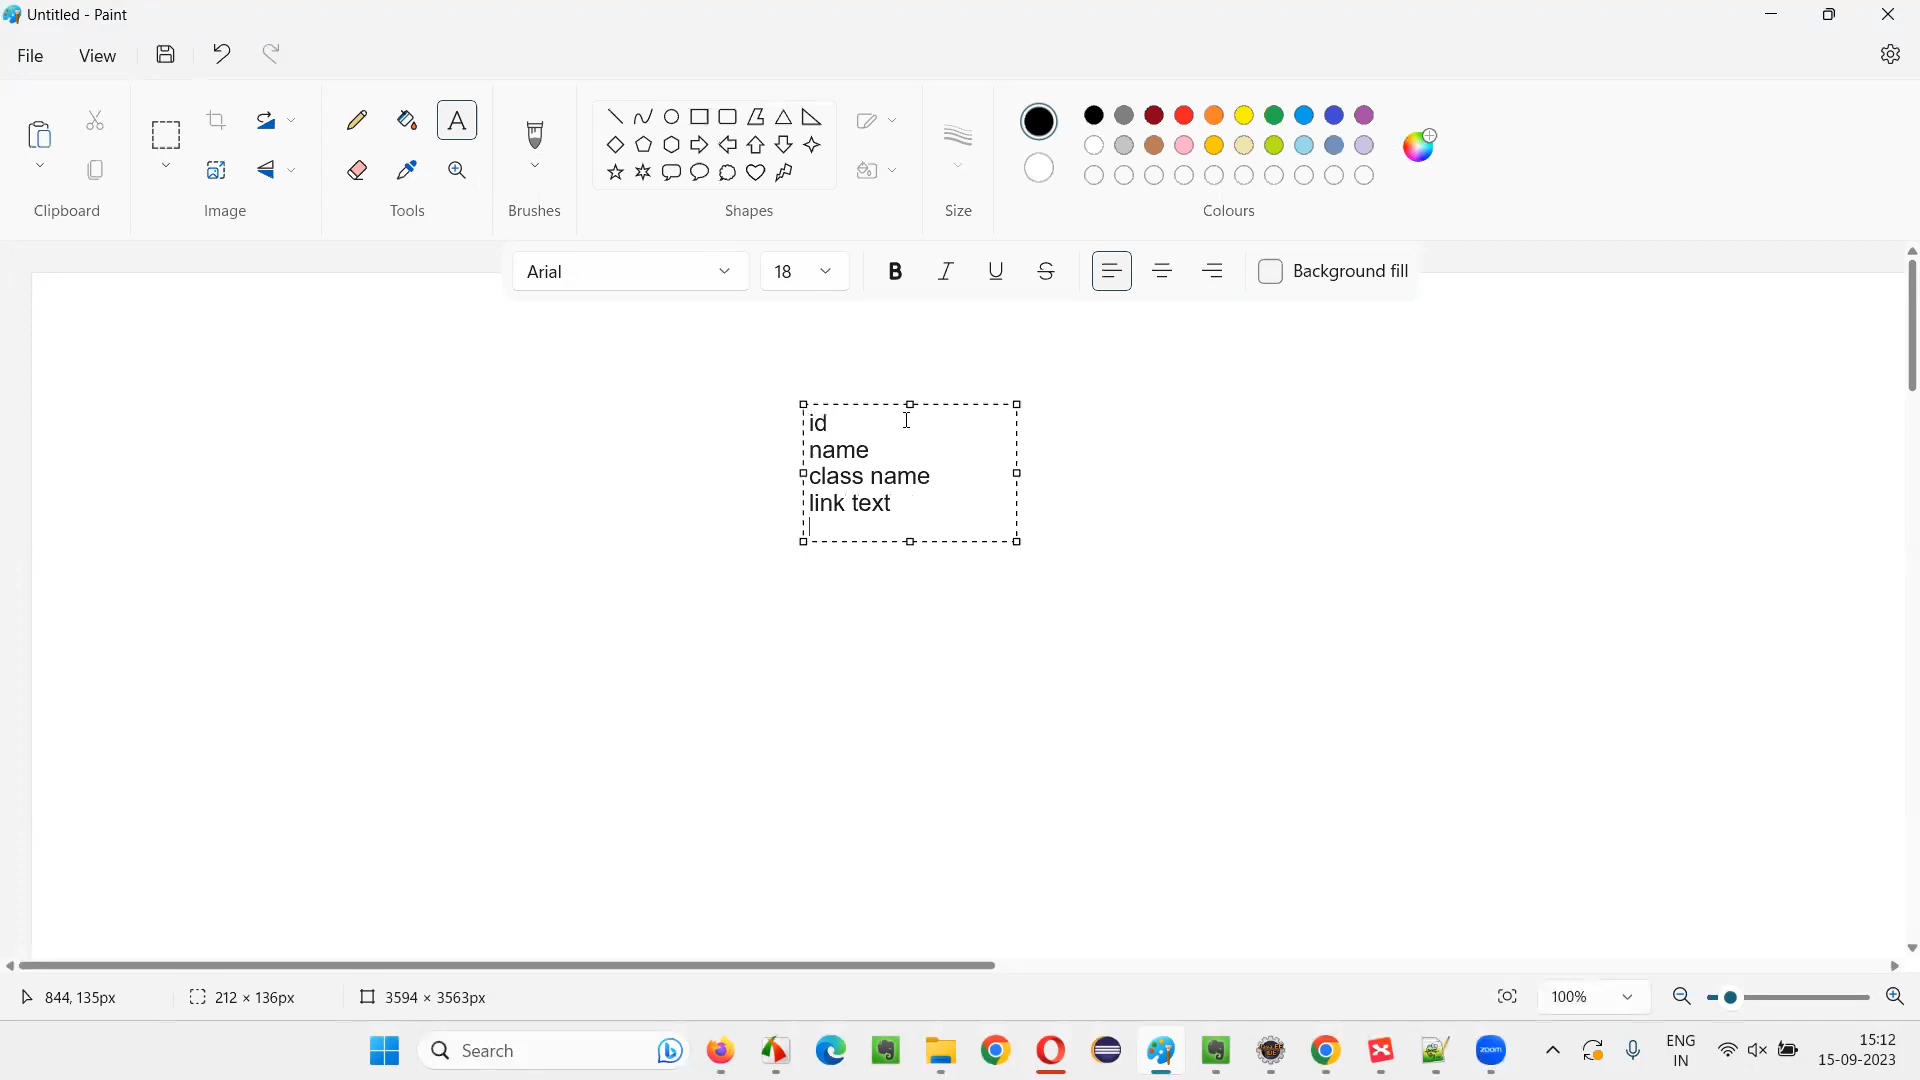 Untitled - Paint
File
View
Clipboard
Image
Tools
Brushes
Shapes
Size
Colours
Arial
18
B
I
U
S
Background fill
id
name
class name
link text
844, 135px
212 × 136px
3594 × 3563px
100%
Search
zoom
ENG
IN
15:12
15-09-2023